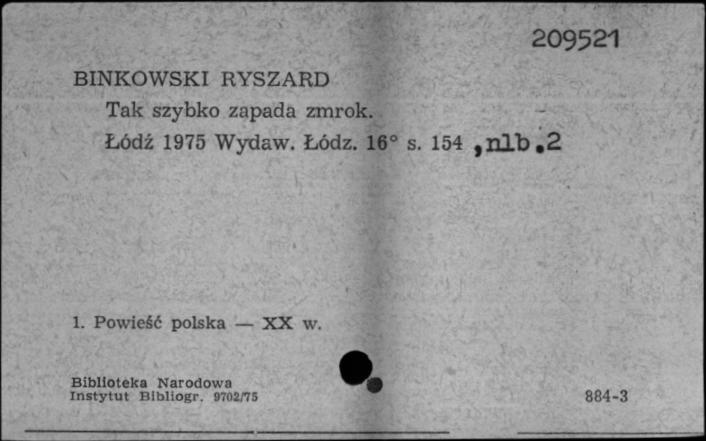 209521
BINKOWSKI RYSZARD
Tak szybko zapada zmrok.
Łódź 1975 Wydaw. Łódz. 16° s. 154 ,nlb.2
1. Powieść polska — XX w.
Biblioteka Narodowa
Instytut Bibliogr. 9702/75
884-3